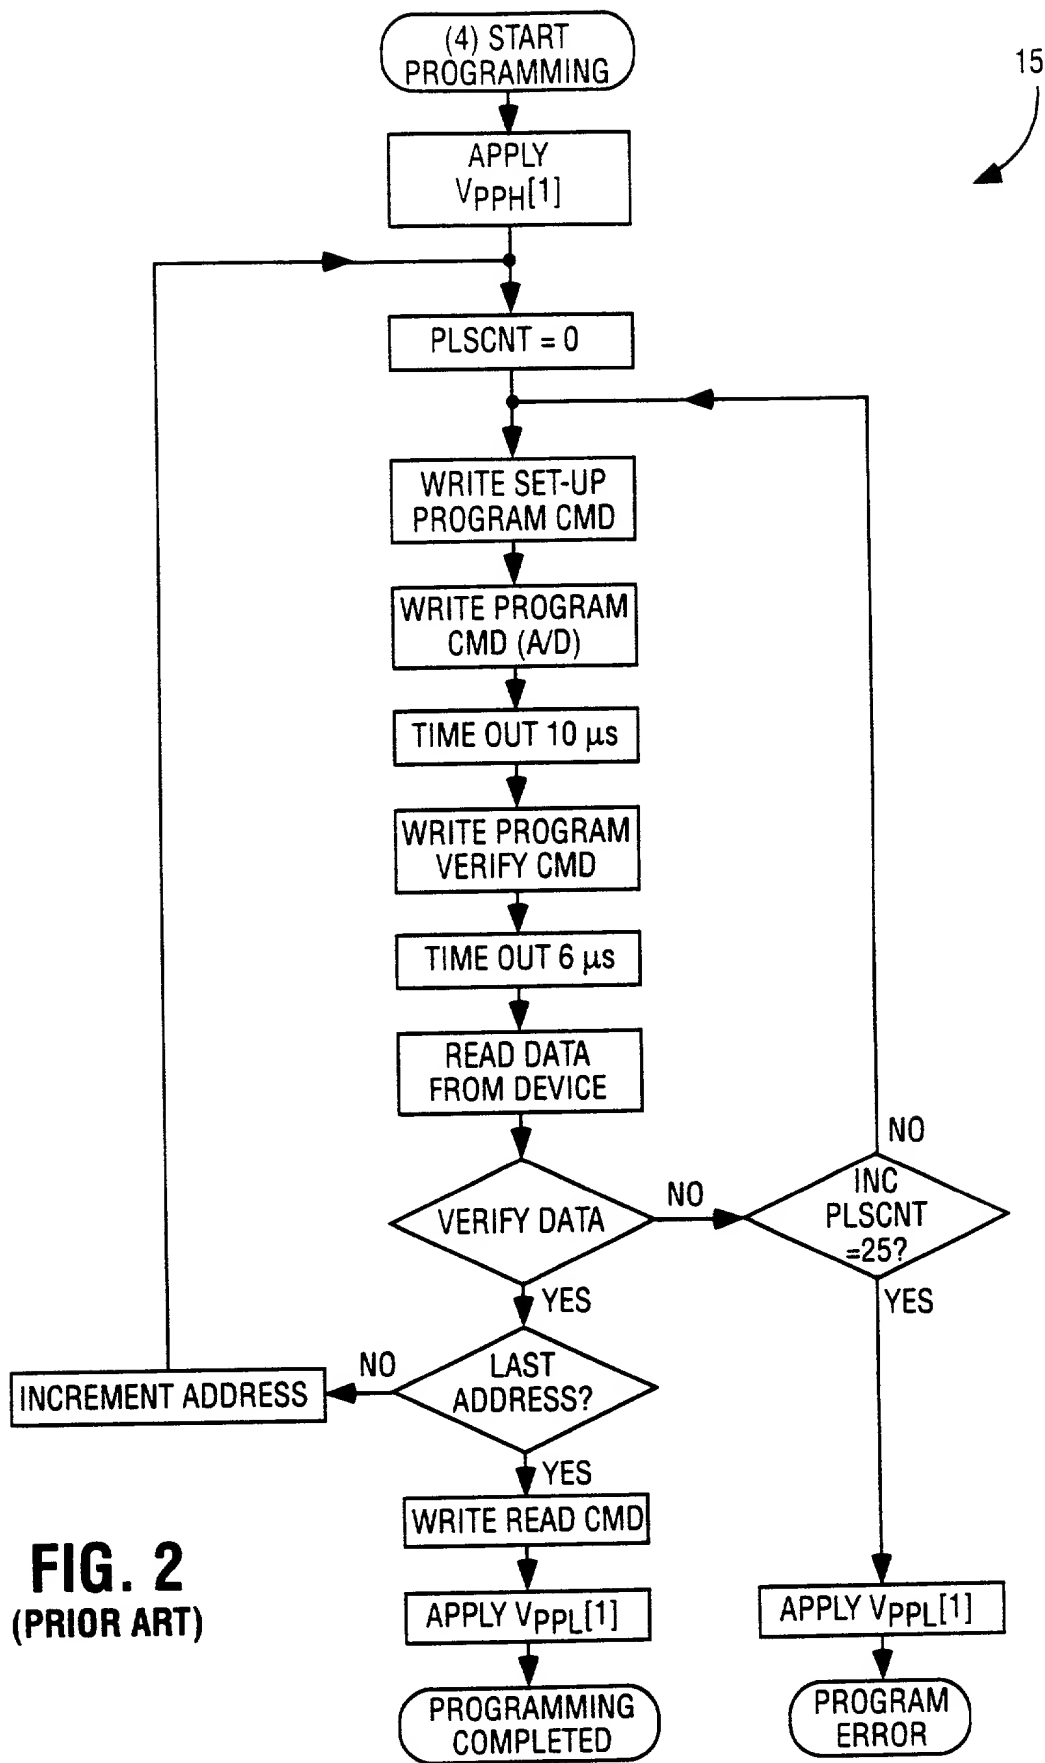 (4) START
PROGRAMMING
15
APPLY
VPPH[1]
PLSCNT = 0
WRITE SET-UP
PROGRAM CMD
WRITE PROGRAM
CMD (A/D)
TIME OUT 10 µs
WRITE PROGRAM
VERIFY CMD
TIME OUT 6 µs
READ DATA
FROM DEVICE
VERIFY DATA
NO
INC
PLSCNT
=25?
NO
YES
YES
LAST
ADDRESS?
NO
INCREMENT ADDRESS
YES
WRITE READ CMD
APPLY VPPL[1]
PROGRAMMING
COMPLETED
APPLY VPPL[1]
PROGRAM
ERROR
FIG. 2
(PRIOR ART)